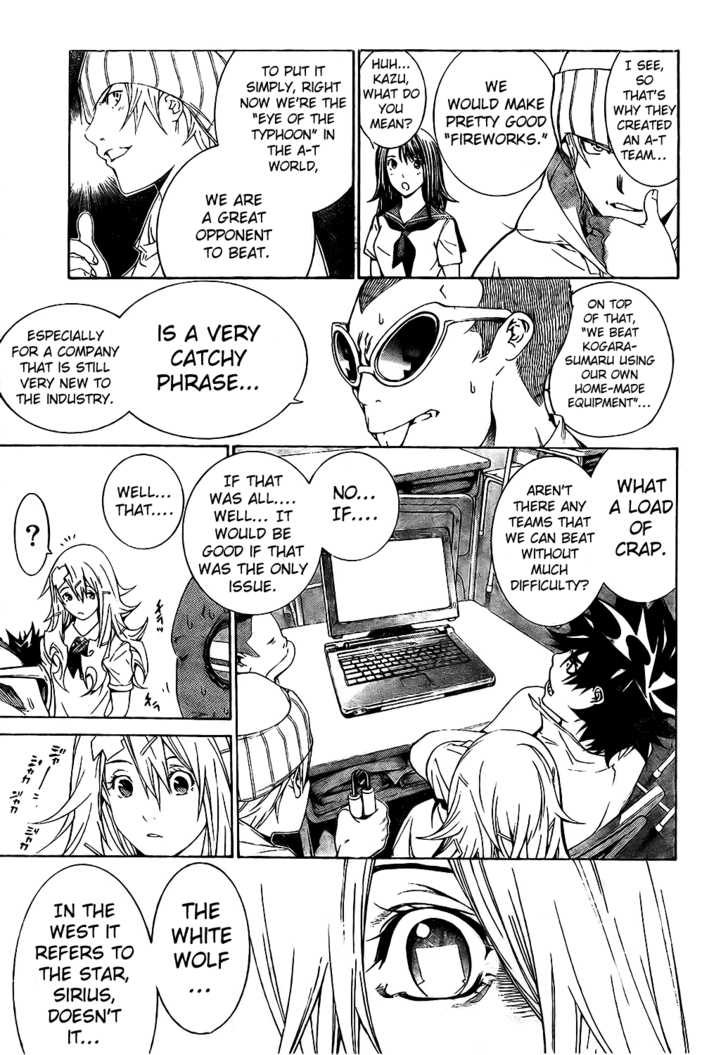 I SEE,
SO
THAT'S
WHY THEY
CREATED
AN A-T
TEAM...
WE
WOULD MAKE
PRETTY GOOD
"FIREWORKS."
HUH...
KAZU,
WHAT DO
YOU
MEAN?
TO PUT IT
SIMPLY, RIGHT
NOW WE'RE THE
"EYE OF THE
TYPHOON" IN
THE A-T
WORLD,
WE ARE
A GREAT
OPPONENT
TO BEAT.
ON TOP
OF THAT,
"WE BEAT
KOGARA-
SUMARU USING
OUR OWN
HOME-MADE
EQUIPMENT"...
IS A VERY
CATCHY
PHRASE...
ESPECIALLY
FOR A COMPANY
THAT IS STILL
VERY NEW TO
THE INDUSTRY.
WHAT
A LOAD
OF
CRAP.
AREN'T
THERE ANY
TEAMS THAT
WE CAN BEAT
WITHOUT
MUCH
DIFFICULTY?
NO...
IF....
IF THAT
WAS ALL....
WELL... IT
WOULD BE
GOOD IF THAT
WAS THE ONLY
ISSUE.
WELL....
THAT....
?
ジャカ
ジャカ
THE
WHITE
WOLF
...
IN THE
WEST IT
REFERS TO
THE STAR,
SIRIUS,
DOESN'T
IT...